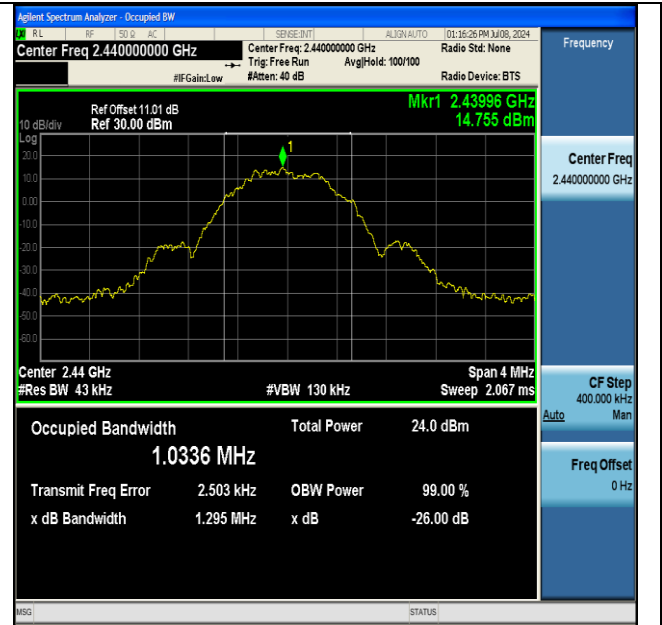 Agilent Spectrum Analyzer - Occupied BW
RL RF 50 Ω AC SENSE:INT ALIGN AUTO 01:16:26 PM Jul 08, 2024
Center Freq 2.440000000 GHz
Center Freq: 2.440000000 GHz
Radio Std: None
Trig: Free Run Avg|Hold: 100/100
#IFGain:Low
#Atten: 40 dB
Radio Device: BTS
Frequency
Mkr1 2.43996 GHz
14.755 dBm
Ref Offset 11.01 dB
10 dB/div Ref 30.00 dBm
Log
1
20.0
10.0
0.00
-10.0
-20.0
-30.0
-40.0
-50.0
-60.0
Center 2.44 GHz Span 4 MHz
#Res BW 43 kHz #VBW 130 kHz Sweep 2.067 ms
Occupied Bandwidth Total Power 24.0 dBm
1.0336 MHz
Transmit Freq Error 2.503 kHz OBW Power 99.00 %
x dB Bandwidth 1.295 MHz x dB -26.00 dB
Center Freq
2.440000000 GHz
CF Step
400.000 kHz
Auto Man
Freq Offset
0 Hz
MSG STATUS